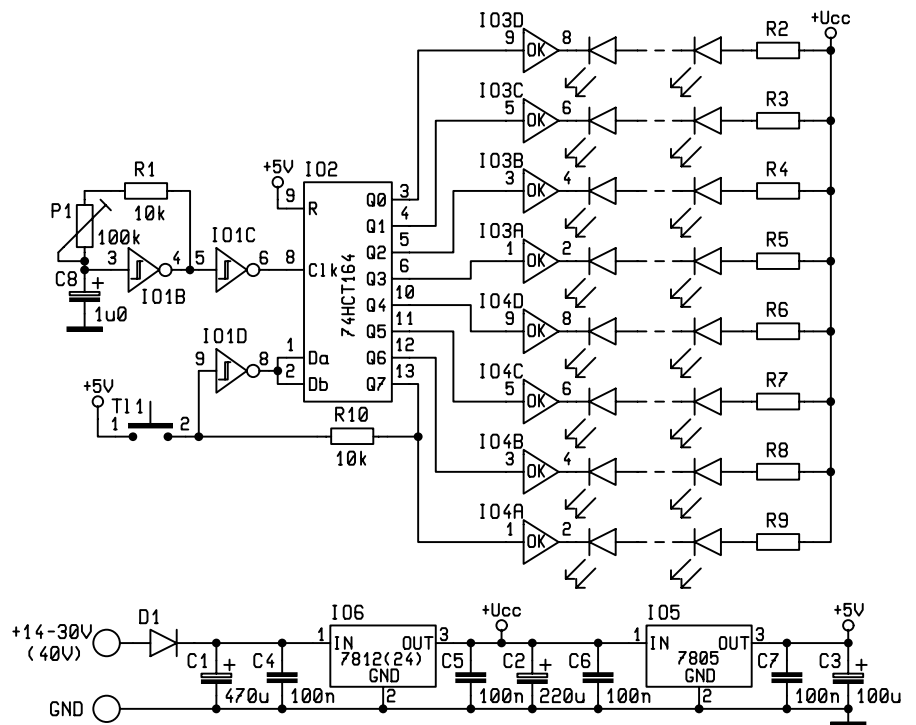 IO3D
9 OK 8
R2
+Ucc
IO3C
5 OK 6
R3
IO3B
3 OK 4
R4
IO3A
1 OK 2
R5
IO4D
9 OK 8
R6
IO4C
5 OK 6
R7
IO4B
3 OK 4
R8
IO4A
1 OK 2
R9
IO2
+5V
9 R
8 Clk
1 Da
2 Db
74HCT164
Q0 3
Q1 4
Q2 5
Q3 6
Q4 10
Q5 11
Q6 12
Q7 13
R1
10k
P1
100k
3 4
IO1B
IO1C
5 6
C8 +
1u0
IO1D
9 8
+5V
Tl1
1 2
R10
10k
+14-30V
(40V)
D1
C1 +
470u
C4
100n
IO6
1 IN OUT 3
7812(24)
GND
2
+Ucc
C5
100n
C2 +
220u
C6
100n
IO5
1 IN OUT 3
7805
GND
2
+5V
C7
100n
C3 +
100u
GND